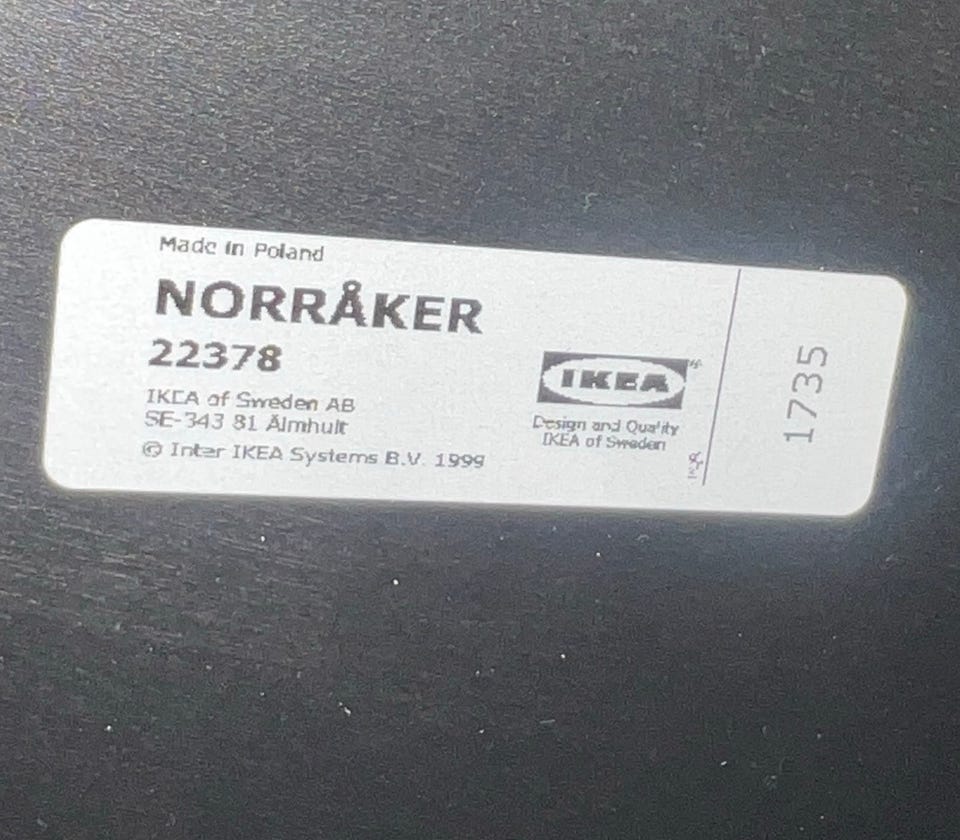 Made in Poland
NORRÅKER
22378
IKEA of Sweden AB
SE-343 81 Älmhult
© Inter IKEA Systems B.V. 1999
IKEA
Design and Quality
IKEA of Sweden
1735